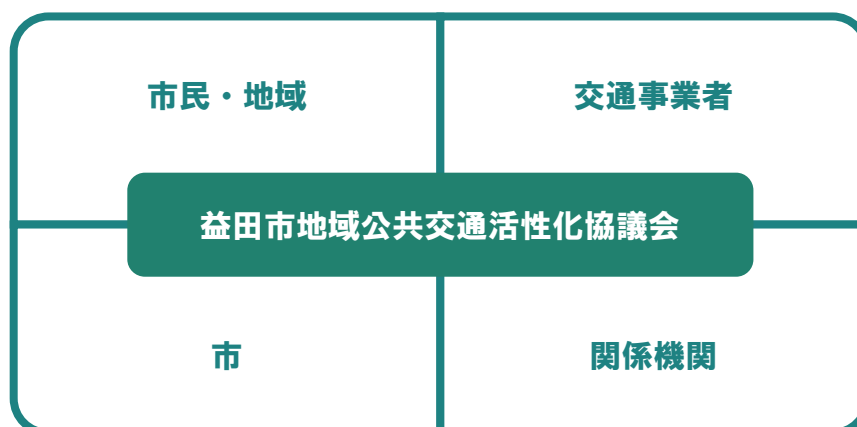 市民・地域
交通事業者
益田市地域公共交通活性化協議会
市
関係機関